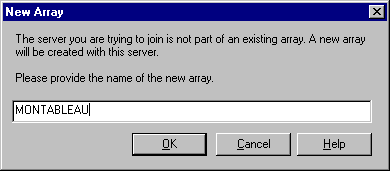 New Array
The server you are trying to join is not part of an existing array. A new array
will be created with this server.
Please provide the name of the new array.
MONTABLEAU
OK
Cancel
Help